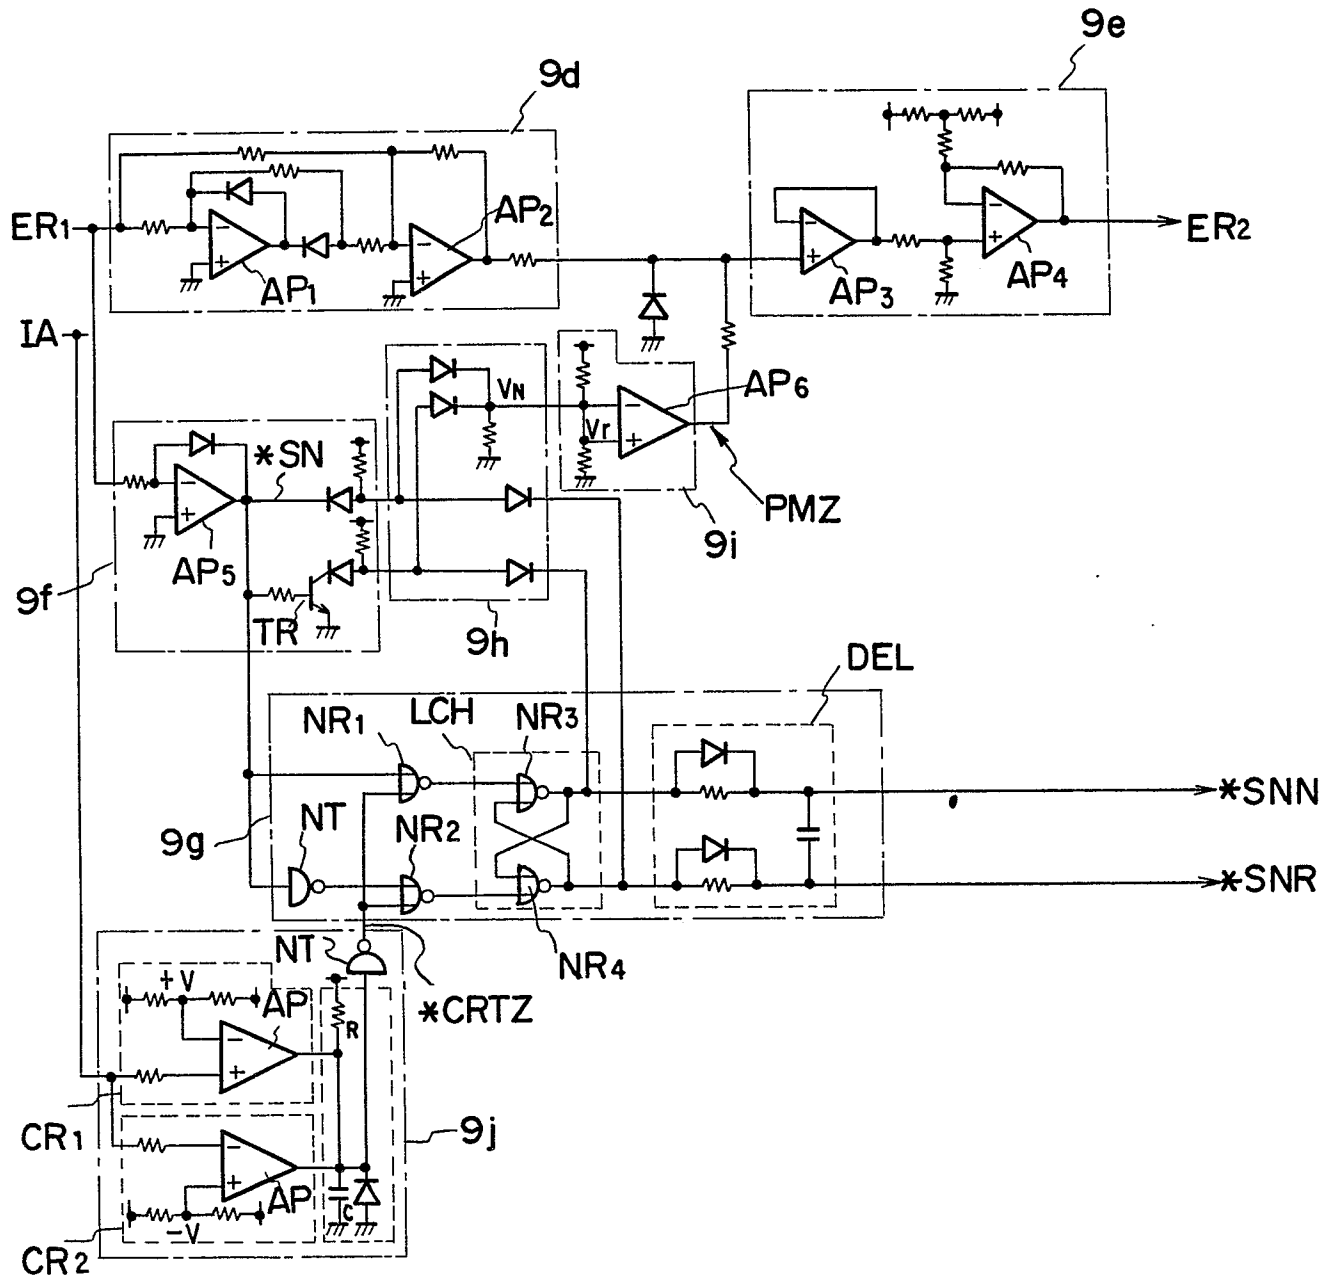 9e
9d
ER1
AP1
AP2
AP3
AP4
ER2
IA
VN
Vr
AP6
*SN
PMZ
9i
AP5
9f
TR
9h
DEL
NR1
LCH
NR3
*SNN
NT
NR2
9g
*SNR
NT
NR4
*CRTZ
+V
AP
R
CR1
9j
AP
C
-V
CR2